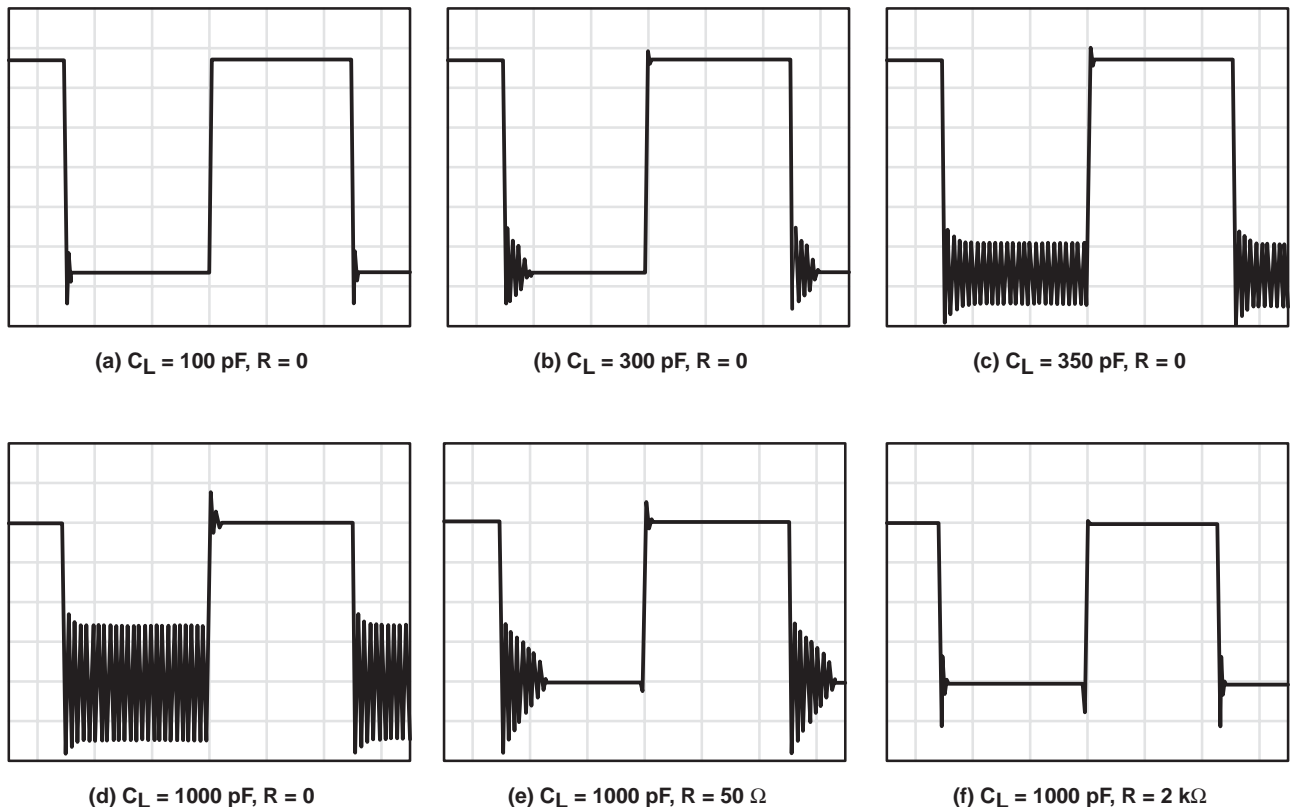 (a) CL = 100 pF, R = 0
(b) CL = 300 pF, R = 0
(c) CL = 350 pF, R = 0
(d) CL = 1000 pF, R = 0
(e) CL = 1000 pF, R = 50 Ω
(f) CL = 1000 pF, R = 2 kΩ